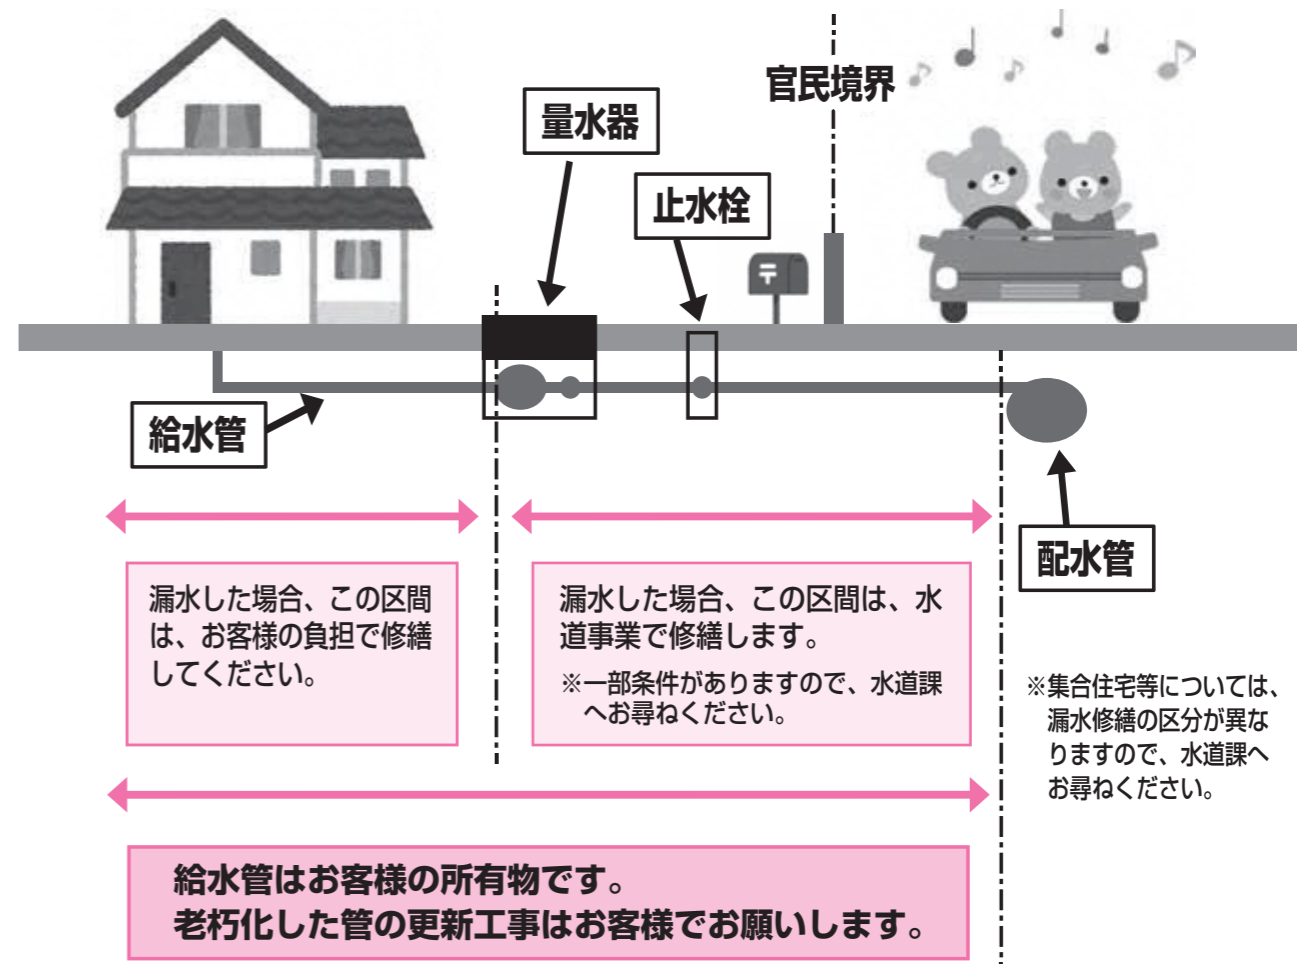 官民境界
量水器
止水栓
〒
給水管
配水管
漏水した場合、この区間
は、お客様の負担で修繕
してください。
漏水した場合、この区間は、水
道事業で修繕します。
※一部条件がありますので、水道課
へお尋ねください。
※集合住宅等については、
漏水修繕の区分が異な
りますので、水道課へ
お尋ねください。
給水管はお客様の所有物です。
老朽化した管の更新工事はお客様でお願いします。